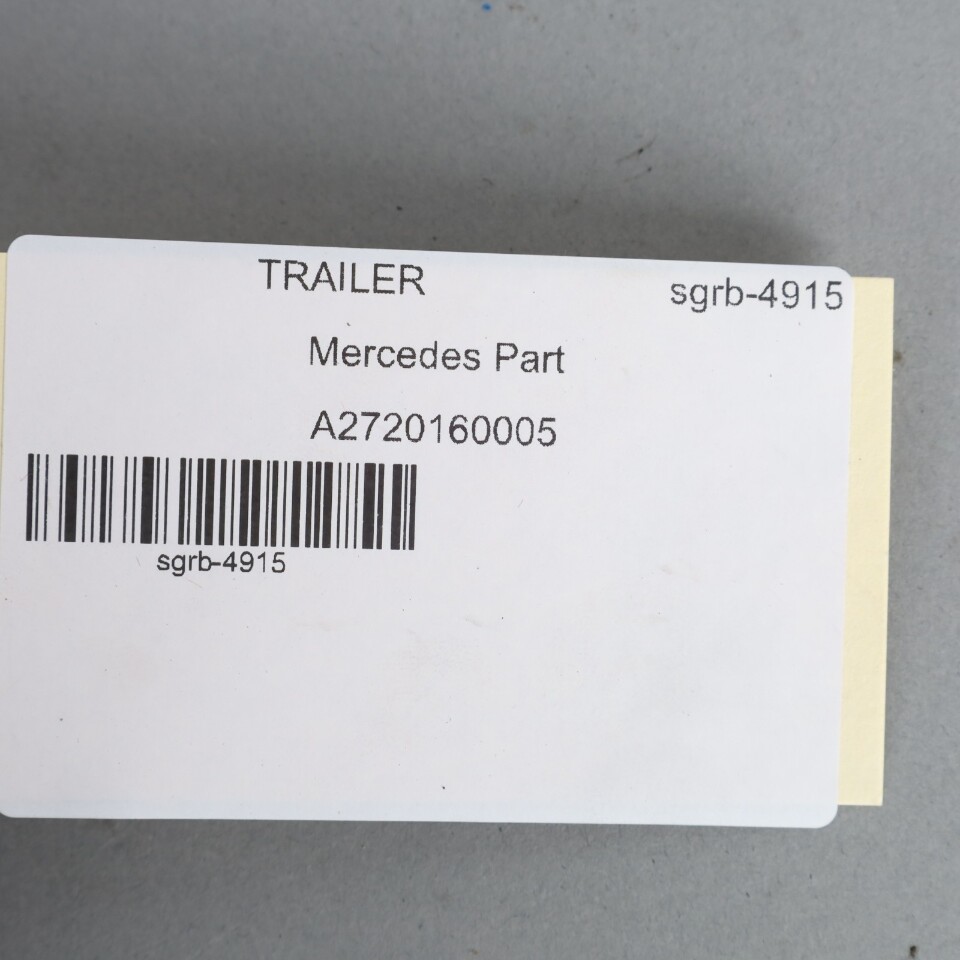 TRAILER sgrb-4915
Mercedes Part
A2720160005
sgrb-4915